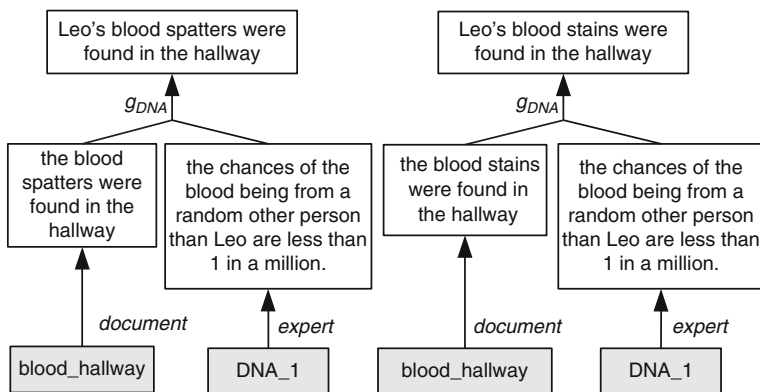 Leo's blood spatters were
found in the hallway
Leo's blood stains were
found in the hallway
gDNA
gDNA
the blood
spatters were
found in the
hallway
the chances of the
blood being from a
random other person
than Leo are less than
1 in a million.
the blood stains
were found in
the hallway
the chances of the
blood being from a
random other person
than Leo are less than
1 in a million.
document
expert
document
expert
blood_hallway
DNA_1
blood_hallway
DNA_1